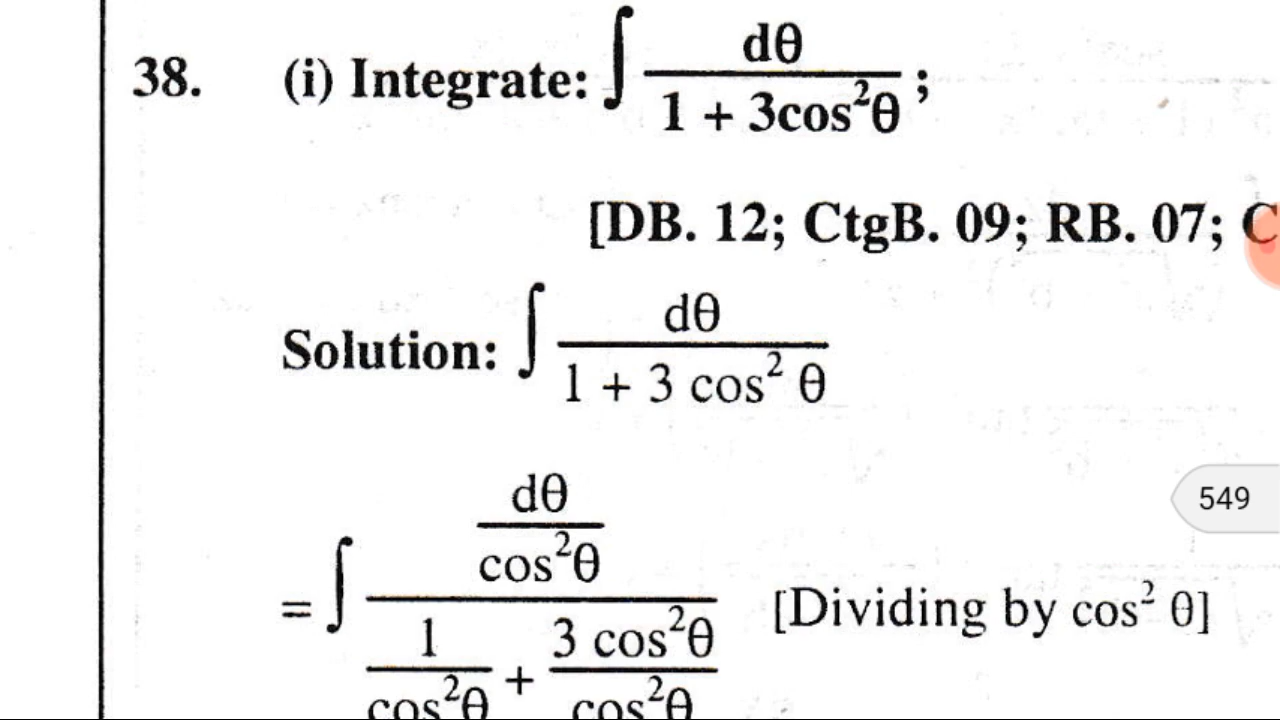 38. (i) Integrate: ∫ dθ / (1 + 3cos²θ) ;
[DB. 12; CtgB. 09; RB. 07; C
Solution: ∫ dθ / (1 + 3 cos² θ)
= ∫ (dθ / cos²θ) / (1 / cos²θ + 3 cos²θ / cos²θ) [Dividing by cos² θ]
549